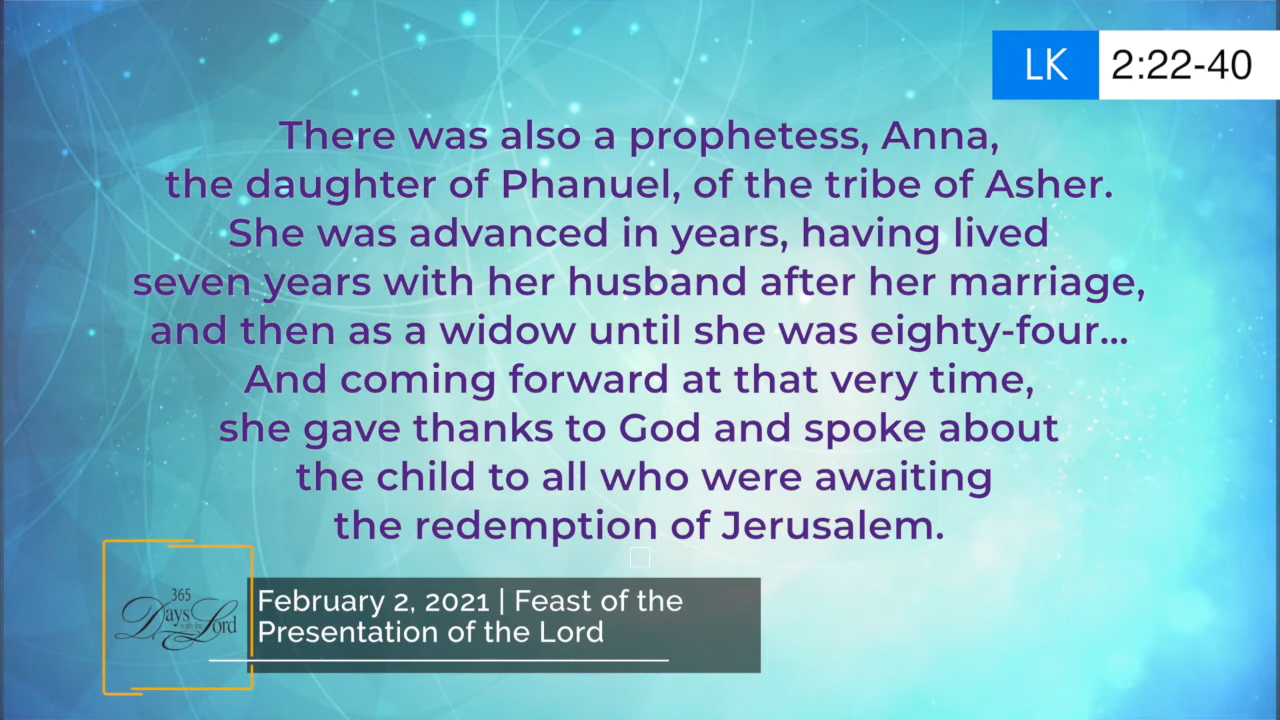 LK 2:22-40
There was also a prophetess, Anna,
the daughter of Phanuel, of the tribe of Asher.
She was advanced in years, having lived
seven years with her husband after her marriage,
and then as a widow until she was eighty-four...
And coming forward at that very time,
she gave thanks to God and spoke about
the child to all who were awaiting
the redemption of Jerusalem.
365
Days with the Lord
February 2, 2021 | Feast of the
Presentation of the Lord